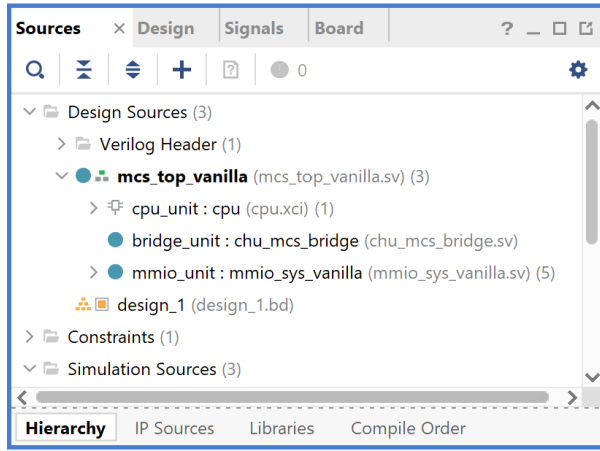 Sources × Design Signals Board ?
? 0
Design Sources (3)
Verilog Header (1)
mcs_top_vanilla (mcs_top_vanilla.sv) (3)
cpu_unit : cpu (cpu.xci) (1)
bridge_unit : chu_mcs_bridge (chu_mcs_bridge.sv)
mmio_unit : mmio_sys_vanilla (mmio_sys_vanilla.sv) (5)
design_1 (design_1.bd)
Constraints (1)
Simulation Sources (3)
Hierarchy IP Sources Libraries Compile Order